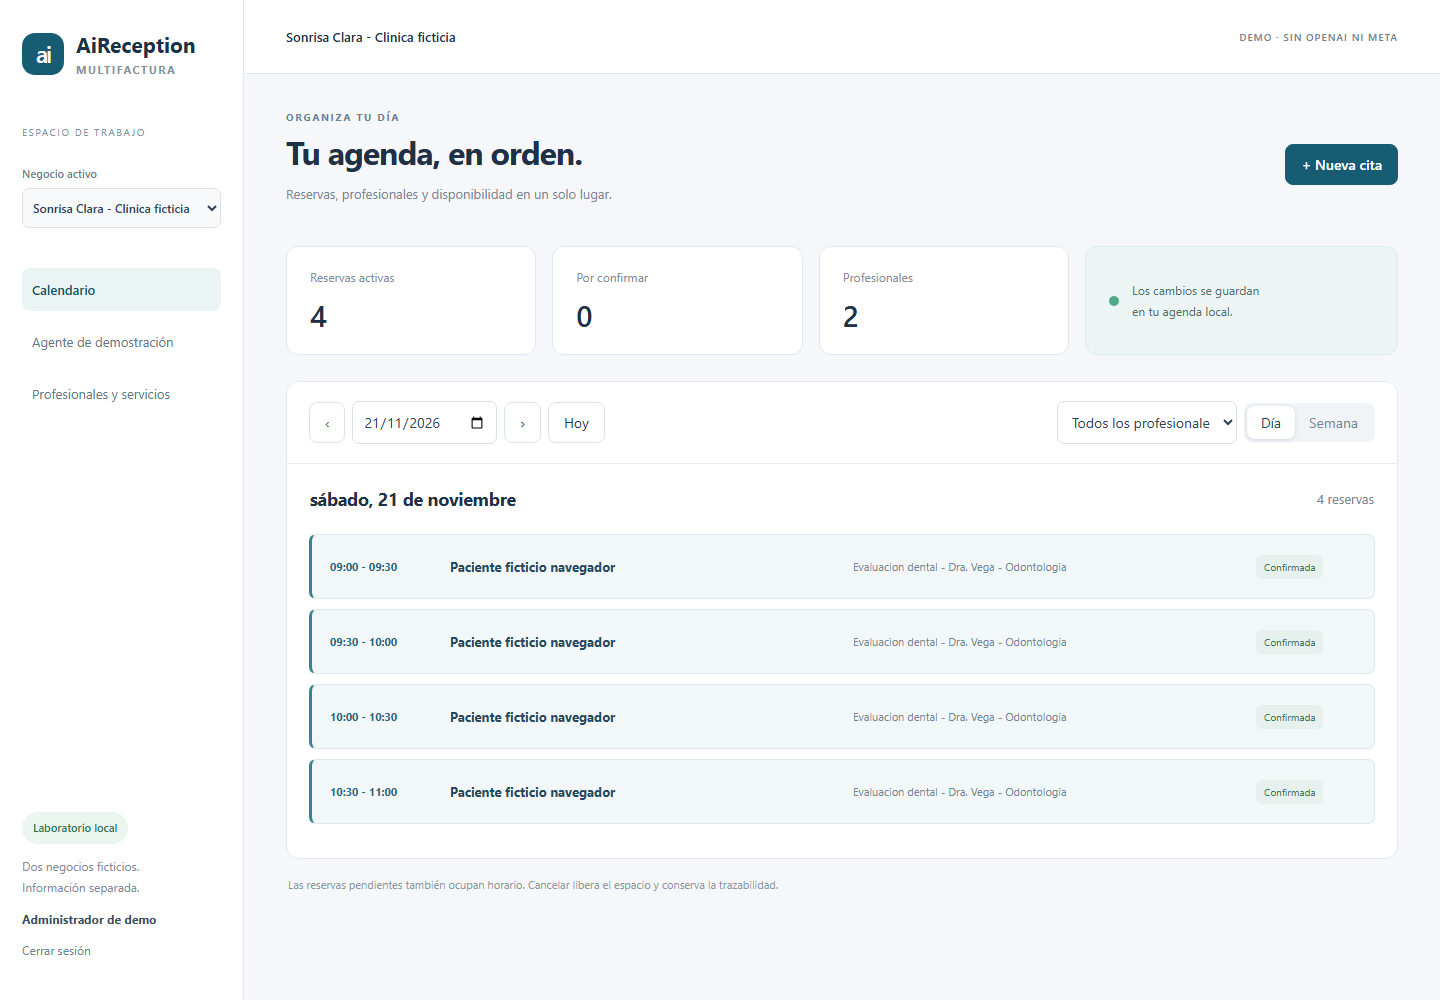 ai
AiReception
MULTIFACTURA
ESPACIO DE TRABAJO
Negocio activo
Sonrisa Clara - Clinica ficticia
Calendario
Agente de demostración
Profesionales y servicios
Laboratorio local
Dos negocios ficticios.
Información separada.
Administrador de demo
Cerrar sesión
Sonrisa Clara - Clinica ficticia
DEMO · SIN OPENAI NI META
ORGANIZA TU DÍA
Tu agenda, en orden.
Reservas, profesionales y disponibilidad en un solo lugar.
+ Nueva cita
Reservas activas
4
Por confirmar
0
Profesionales
2
Los cambios se guardan
en tu agenda local.
‹ 21/11/2026 › Hoy
Todos los profesionale
Día Semana
sábado, 21 de noviembre
4 reservas
09:00 - 09:30 Paciente ficticio navegador Evaluacion dental - Dra. Vega - Odontologia Confirmada
09:30 - 10:00 Paciente ficticio navegador Evaluacion dental - Dra. Vega - Odontologia Confirmada
10:00 - 10:30 Paciente ficticio navegador Evaluacion dental - Dra. Vega - Odontologia Confirmada
10:30 - 11:00 Paciente ficticio navegador Evaluacion dental - Dra. Vega - Odontologia Confirmada
Las reservas pendientes también ocupan horario. Cancelar libera el espacio y conserva la trazabilidad.